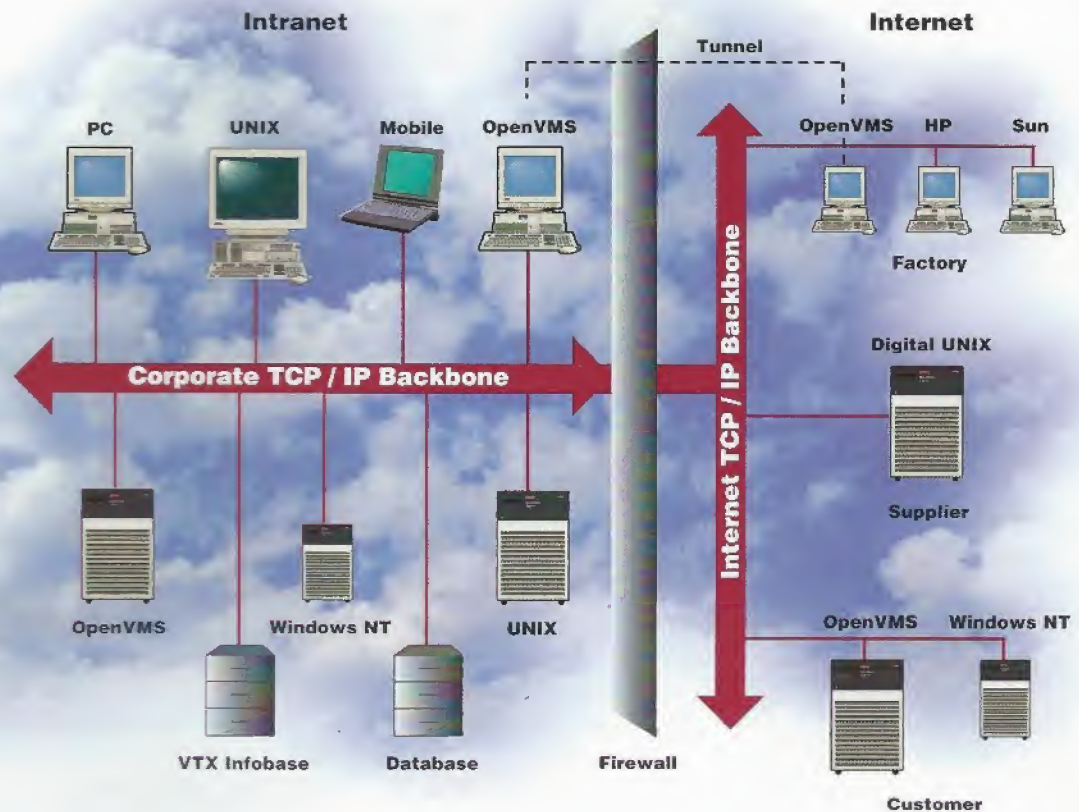 Intranet
Internet
Tunnel
PC
UNIX
Mobile
OpenVMS
OpenVMS
HP
Sun
Factory
Corporate TCP / IP Backbone
Internet TCP / IP Backbone
Digital UNIX
Supplier
OpenVMS
Windows NT
UNIX
OpenVMS
Windows NT
VTX Infobase
Database
Firewall
Customer